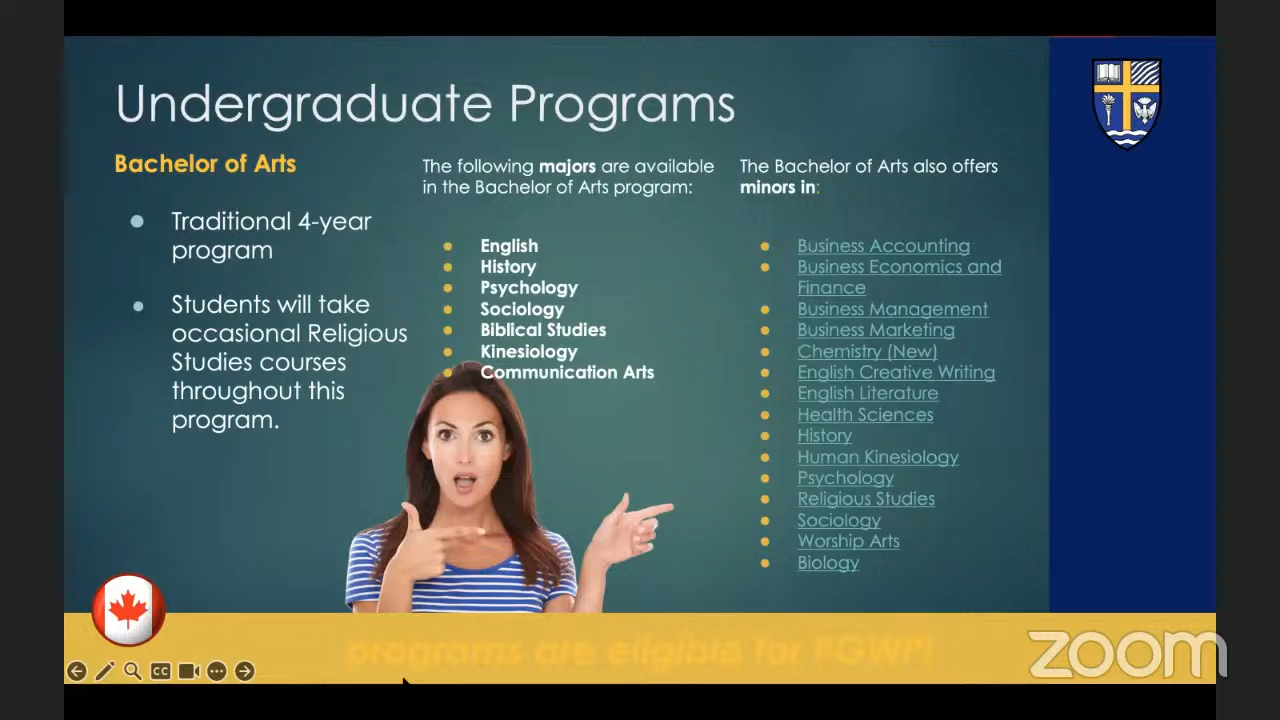 Undergraduate Programs
Bachelor of Arts
Traditional 4-year
program
Students will take
occasional Religious
Studies courses
throughout this
program.
The following majors are available
in the Bachelor of Arts program:
English
History
Psychology
Sociology
Biblical Studies
Kinesiology
Communication Arts
The Bachelor of Arts also offers
minors in:
Business Accounting
Business Economics and
Finance
Business Management
Business Marketing
Chemistry (New)
English Creative Writing
English Literature
Health Sciences
History
Human Kinesiology
Psychology
Religious Studies
Sociology
Worship Arts
Biology
programs are eligible for PGWP!
CC
zoom